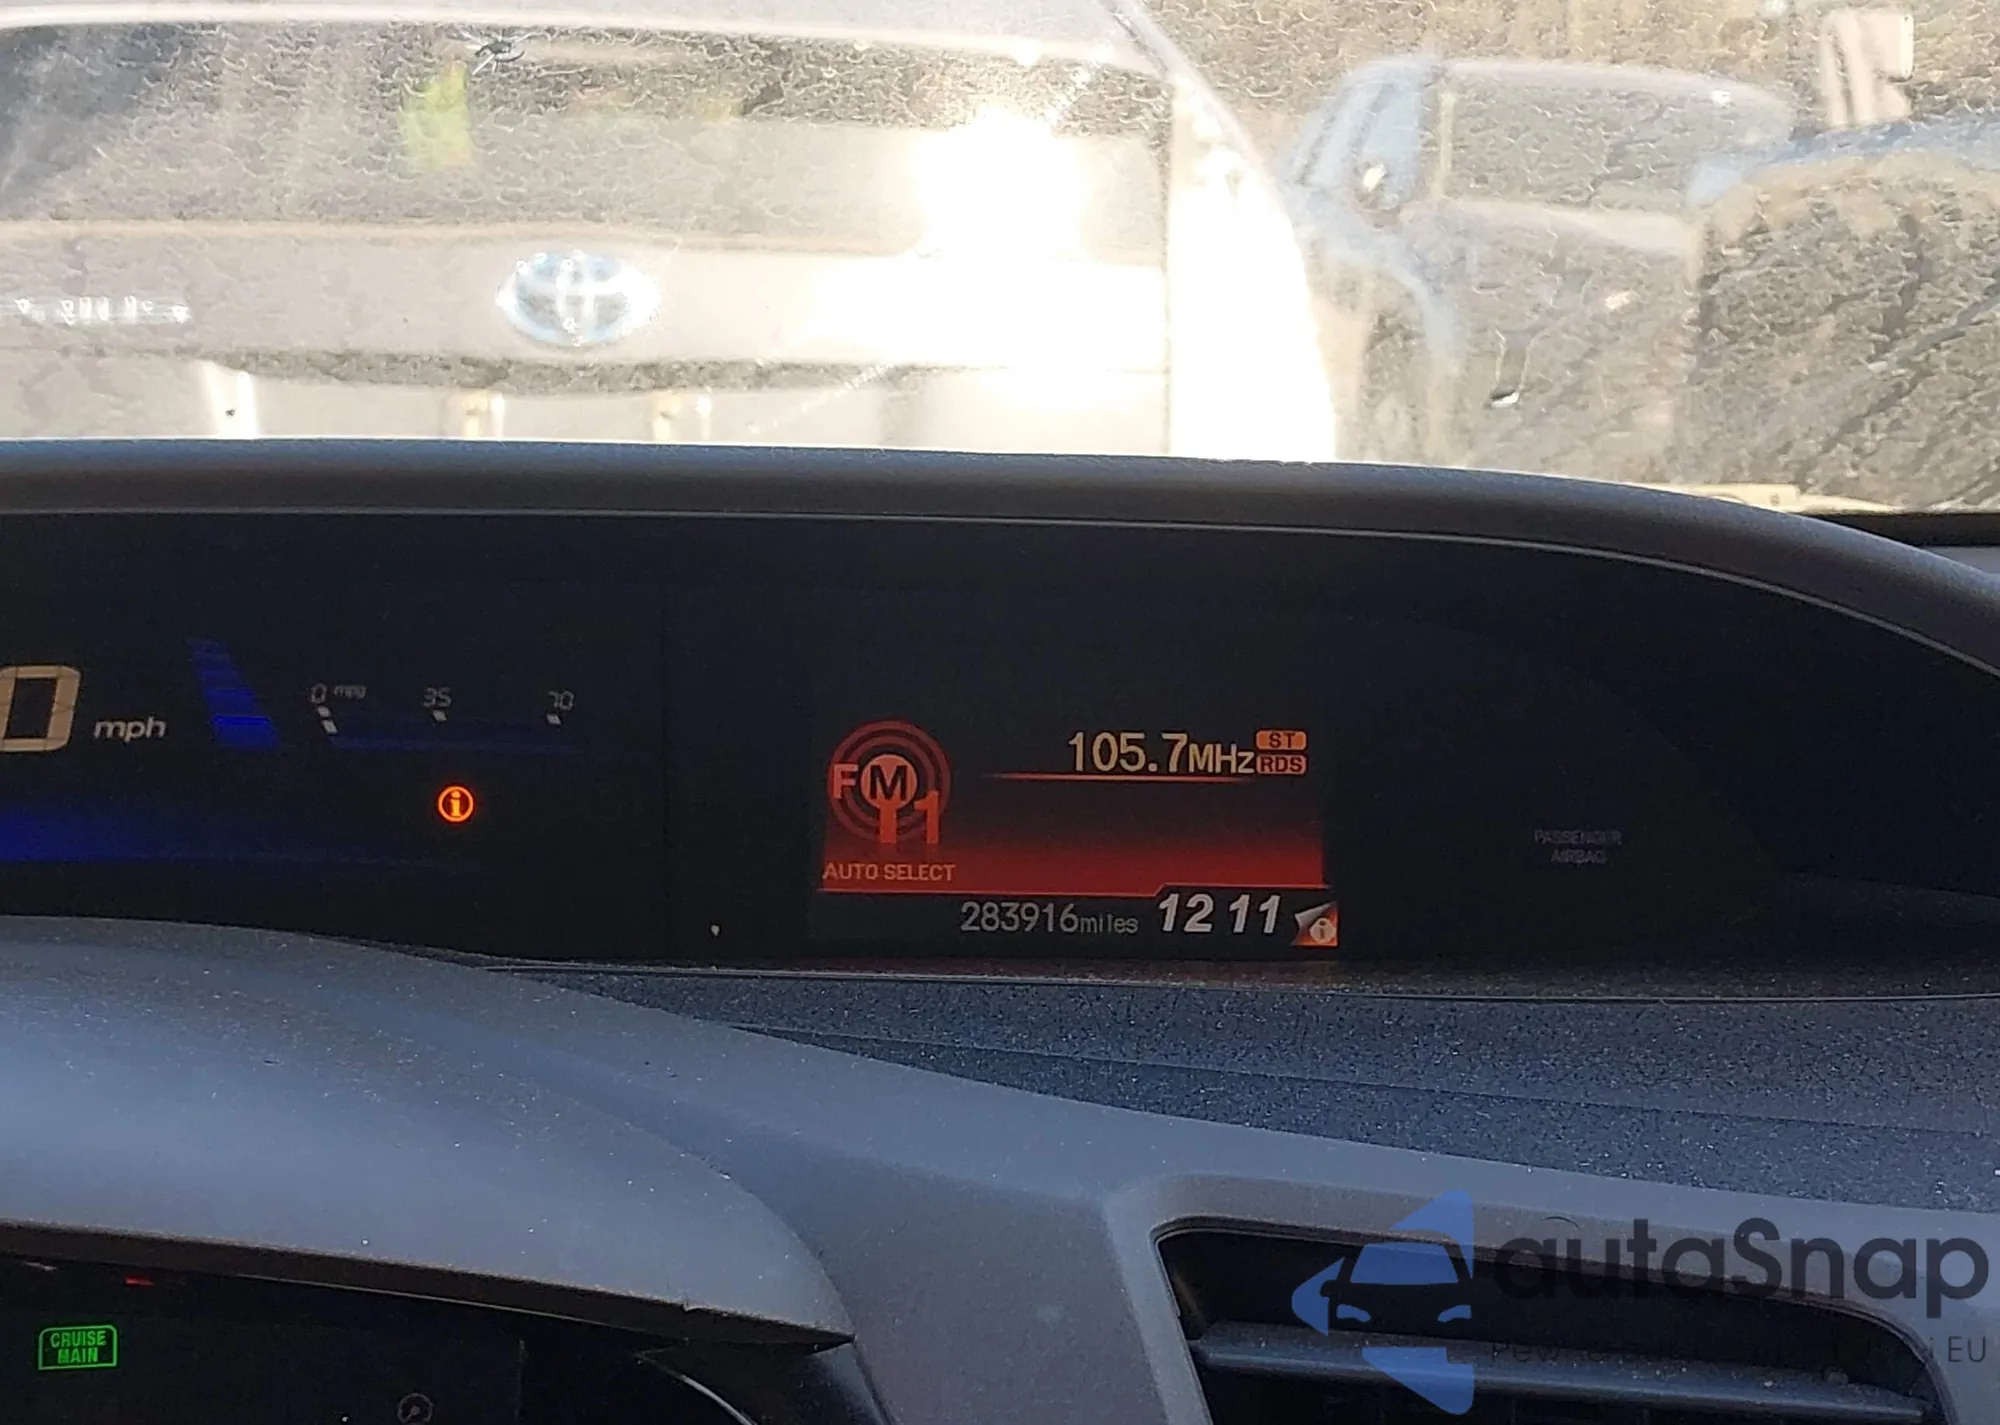 0 mph
0 mpg 35 70
105.7MHz ST
RDS
FM
1
AUTO SELECT
283916miles 12 11
PASSENGER
AIRBAG
CRUISE
MAIN
autaSnap